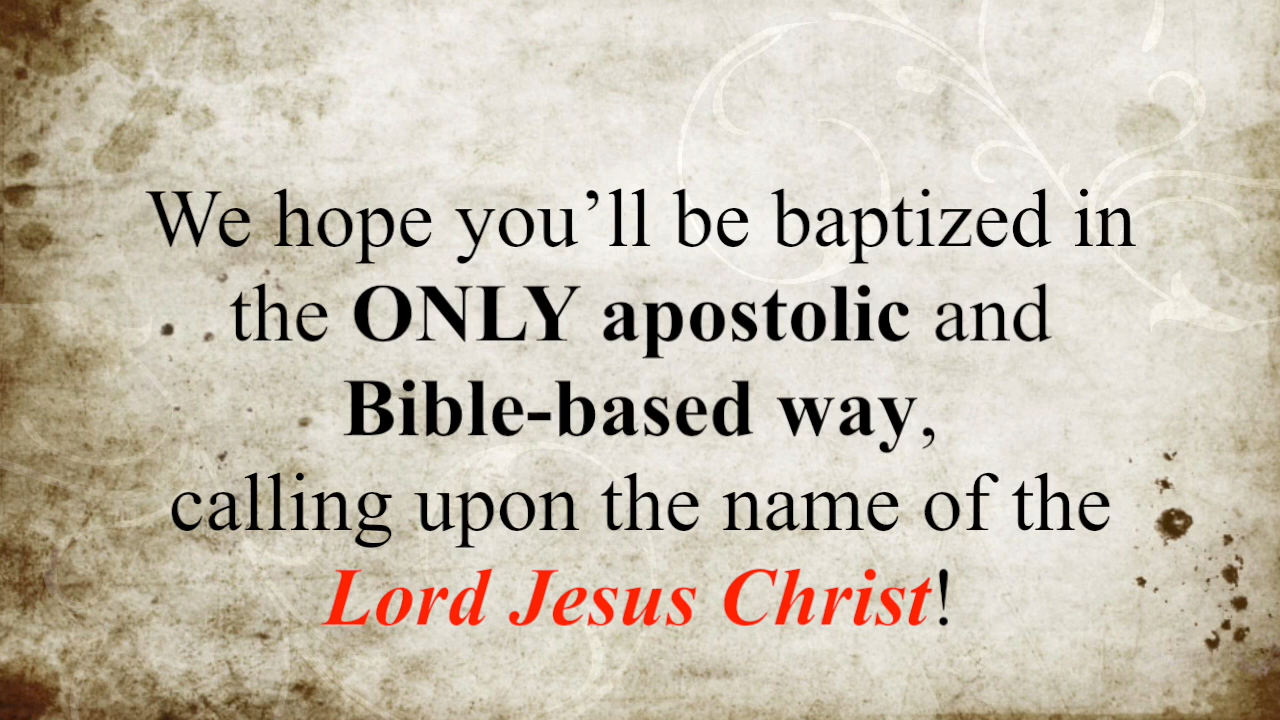 We hope you’ll be baptized in
the ONLY apostolic and
Bible-based way,
calling upon the name of the
Lord Jesus Christ!